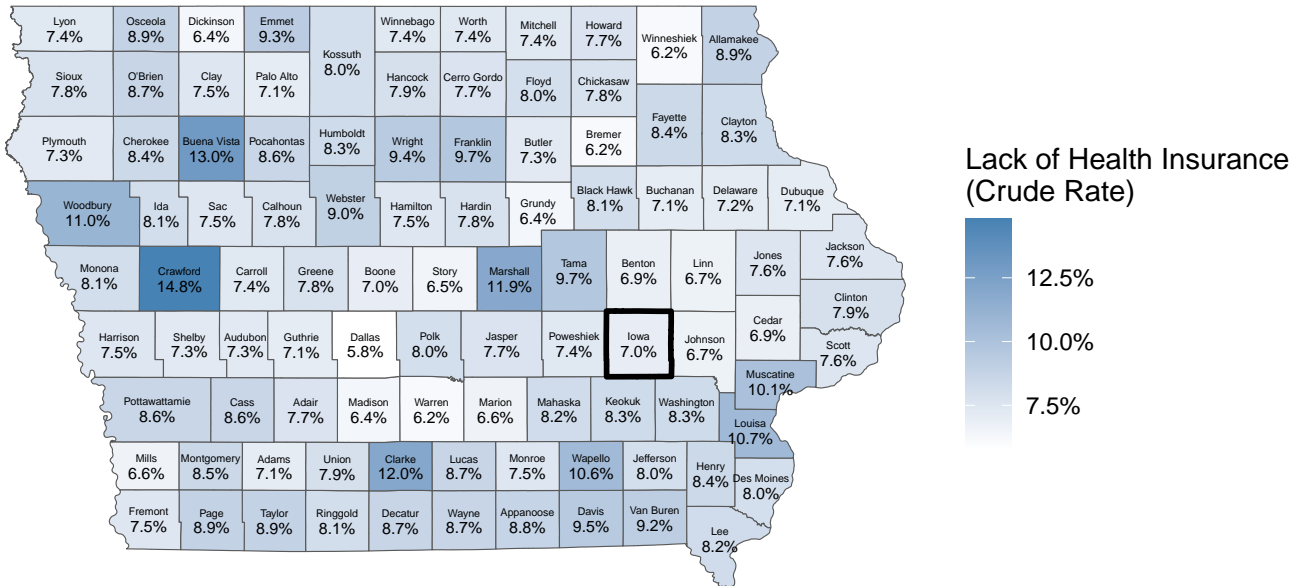 Lyon
7.4%
Osceola
8.9%
Dickinson
6.4%
Emmet
9.3%
Kossuth
8.0%
Winnebago
7.4%
Worth
7.4%
Mitchell
7.4%
Howard
7.7%
Winneshiek
6.2%
Allamakee
8.9%
Sioux
7.8%
O'Brien
8.7%
Clay
7.5%
Palo Alto
7.1%
Hancock
7.9%
Cerro Gordo
7.7%
Floyd
8.0%
Chickasaw
7.8%
Fayette
8.4%
Clayton
8.3%
Plymouth
7.3%
Cherokee
8.4%
Buena Vista
13.0%
Pocahontas
8.6%
Humboldt
8.3%
Wright
9.4%
Franklin
9.7%
Butler
7.3%
Bremer
6.2%
Woodbury
11.0%
Ida
8.1%
Sac
7.5%
Calhoun
7.8%
Webster
9.0%
Hamilton
7.5%
Hardin
7.8%
Grundy
6.4%
Black Hawk
8.1%
Buchanan
7.1%
Delaware
7.2%
Dubuque
7.1%
Monona
8.1%
Crawford
14.8%
Carroll
7.4%
Greene
7.8%
Boone
7.0%
Story
6.5%
Marshall
11.9%
Tama
9.7%
Benton
6.9%
Linn
6.7%
Jones
7.6%
Jackson
7.6%
Clinton
7.9%
Harrison
7.5%
Shelby
7.3%
Audubon
7.3%
Guthrie
7.1%
Dallas
5.8%
Polk
8.0%
Jasper
7.7%
Poweshiek
7.4%
Iowa
7.0%
Johnson
6.7%
Cedar
6.9%
Scott
7.6%
Muscatine
10.1%
Pottawattamie
8.6%
Cass
8.6%
Adair
7.7%
Madison
6.4%
Warren
6.2%
Marion
6.6%
Mahaska
8.2%
Keokuk
8.3%
Washington
8.3%
Louisa
10.7%
Mills
6.6%
Montgomery
8.5%
Adams
7.1%
Union
7.9%
Clarke
12.0%
Lucas
8.7%
Monroe
7.5%
Wapello
10.6%
Jefferson
8.0%
Henry
8.4%
Des Moines
8.0%
Fremont
7.5%
Page
8.9%
Taylor
8.9%
Ringgold
8.1%
Decatur
8.7%
Wayne
8.7%
Appanoose
8.8%
Davis
9.5%
Van Buren
9.2%
Lee
8.2%
Lack of Health Insurance
(Crude Rate)
12.5%
10.0%
7.5%